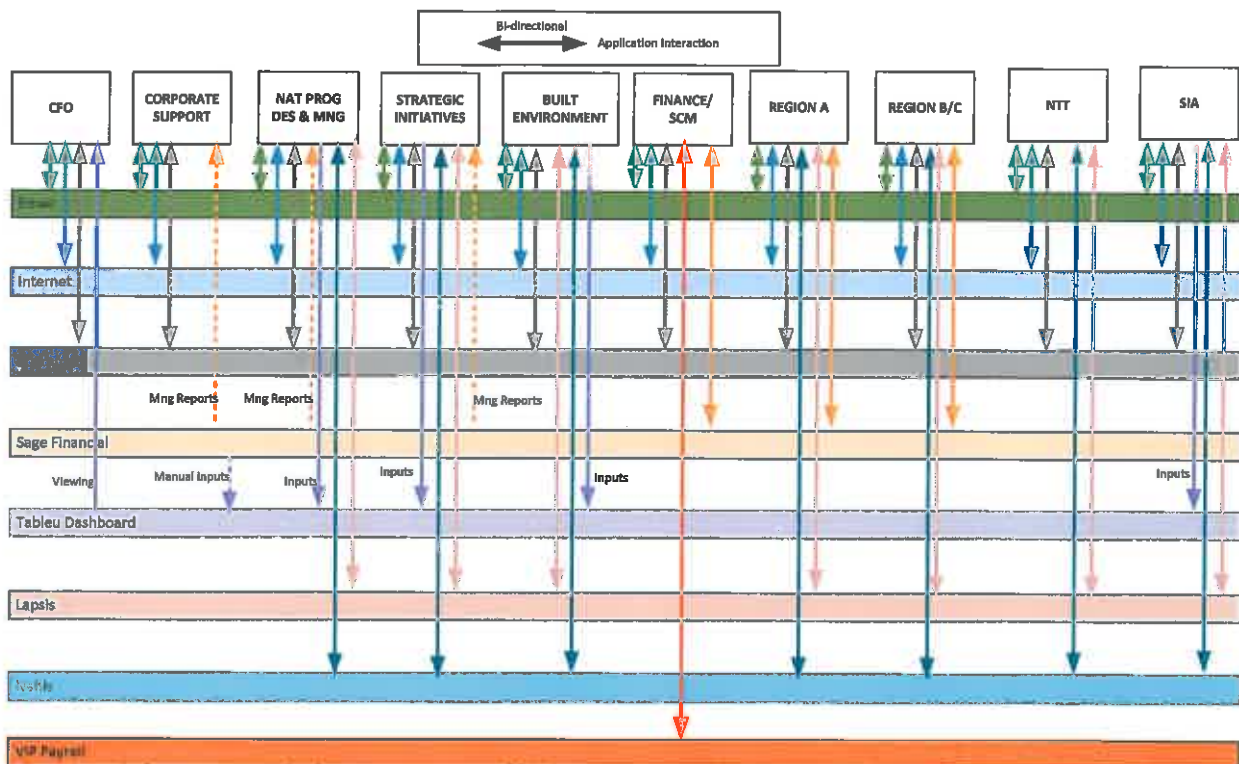 Bi-directional
Application Interaction
CFO
CORPORATE
SUPPORT
NAT PROG
DES & MNG
STRATEGIC
INITIATIVES
BUILT
ENVIRONMENT
FINANCE/
SCM
REGION A
REGION B/C
NTT
SIA
Internet
Mng Reports
Mng Reports
Mng Reports
Sage Financial
Viewing
Manual Inputs
Inputs
Inputs
Inputs
Inputs
Tableu Dashboard
Lapsis
VIP Payroll